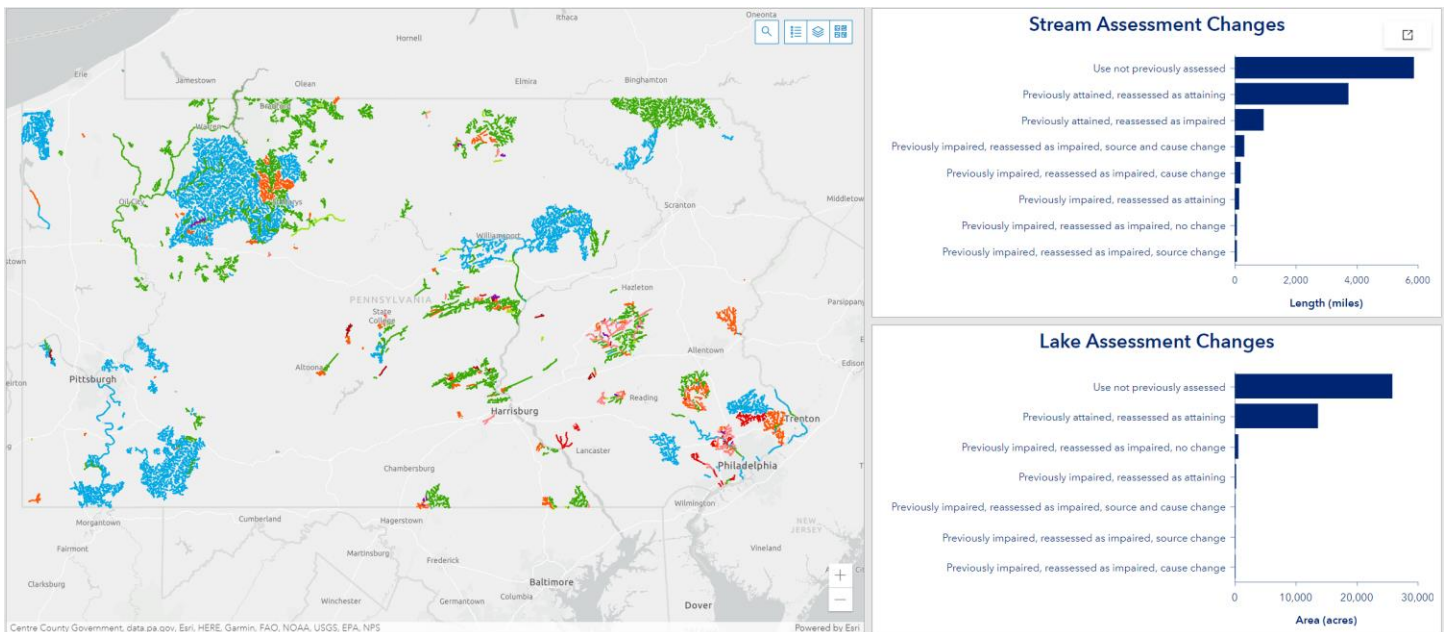 Ithaca
Oneonta
Hornell
Erie
Jamestown
Olean
Elmira
Binghamton
Bradford
Warren
Oil City
Scranton
Middletow
Williamsport
stown
Hazleton
PENNSYLVANIA
Parsippany
State
College
Allentown
Edison
Altoona
Pittsburgh
eirton
Reading
Harrisburg
Trenton
Lancaster
Philadelphia
Chambersburg
Wilmington
Morgantown
Cumberland
Hagerstown
NEW
JERSEY
Fairmont
Martinsburg
Frederick
Vineland
Clarksburg
Baltimore
Winchester
Germantown
Columbia
Dover
Centre County Government, data.pa.gov, Esri, HERE, Garmin, FAO, NOAA, USGS, EPA, NPS
Powered by Esri
Stream Assessment Changes
Use not previously assessed
Previously attained, reassessed as attaining
Previously attained, reassessed as impaired
Previously impaired, reassessed as impaired, source and cause change
Previously impaired, reassessed as impaired, cause change
Previously impaired, reassessed as attaining
Previously impaired, reassessed as impaired, no change
Previously impaired, reassessed as impaired, source change
0 2,000 4,000 6,000
Length (miles)
Lake Assessment Changes
Use not previously assessed
Previously attained, reassessed as attaining
Previously impaired, reassessed as impaired, no change
Previously impaired, reassessed as attaining
Previously impaired, reassessed as impaired, source and cause change
Previously impaired, reassessed as impaired, source change
Previously impaired, reassessed as impaired, cause change
0 10,000 20,000 30,000
Area (acres)